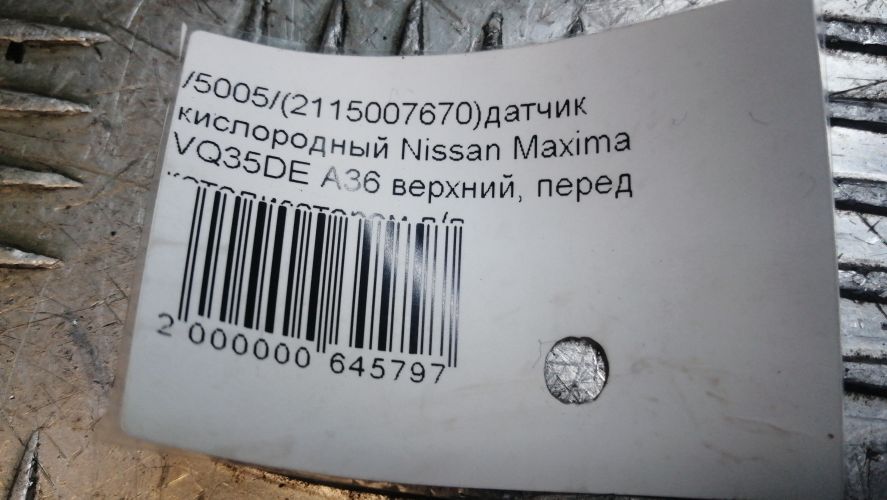 /5005/(2115007670)датчик
кислородный Nissan Maxima
VQ35DE A36 верхний, перед
2 000000 645797